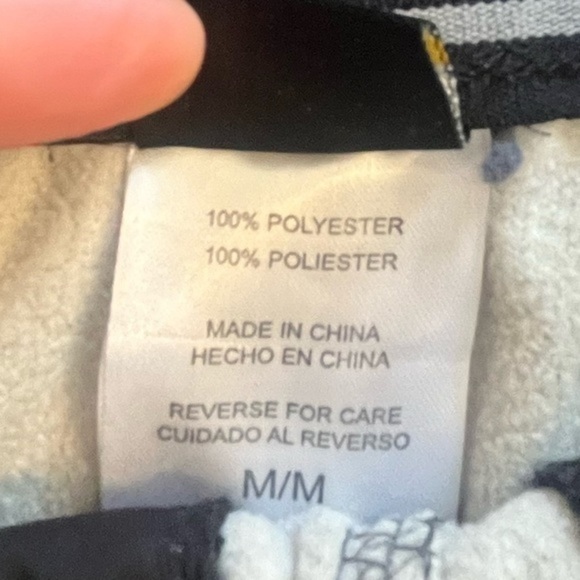 100% POLYESTER
100% POLIESTER
MADE IN CHINA
HECHO EN CHINA
REVERSE FOR CARE
CUIDADO AL REVERSO
M/M